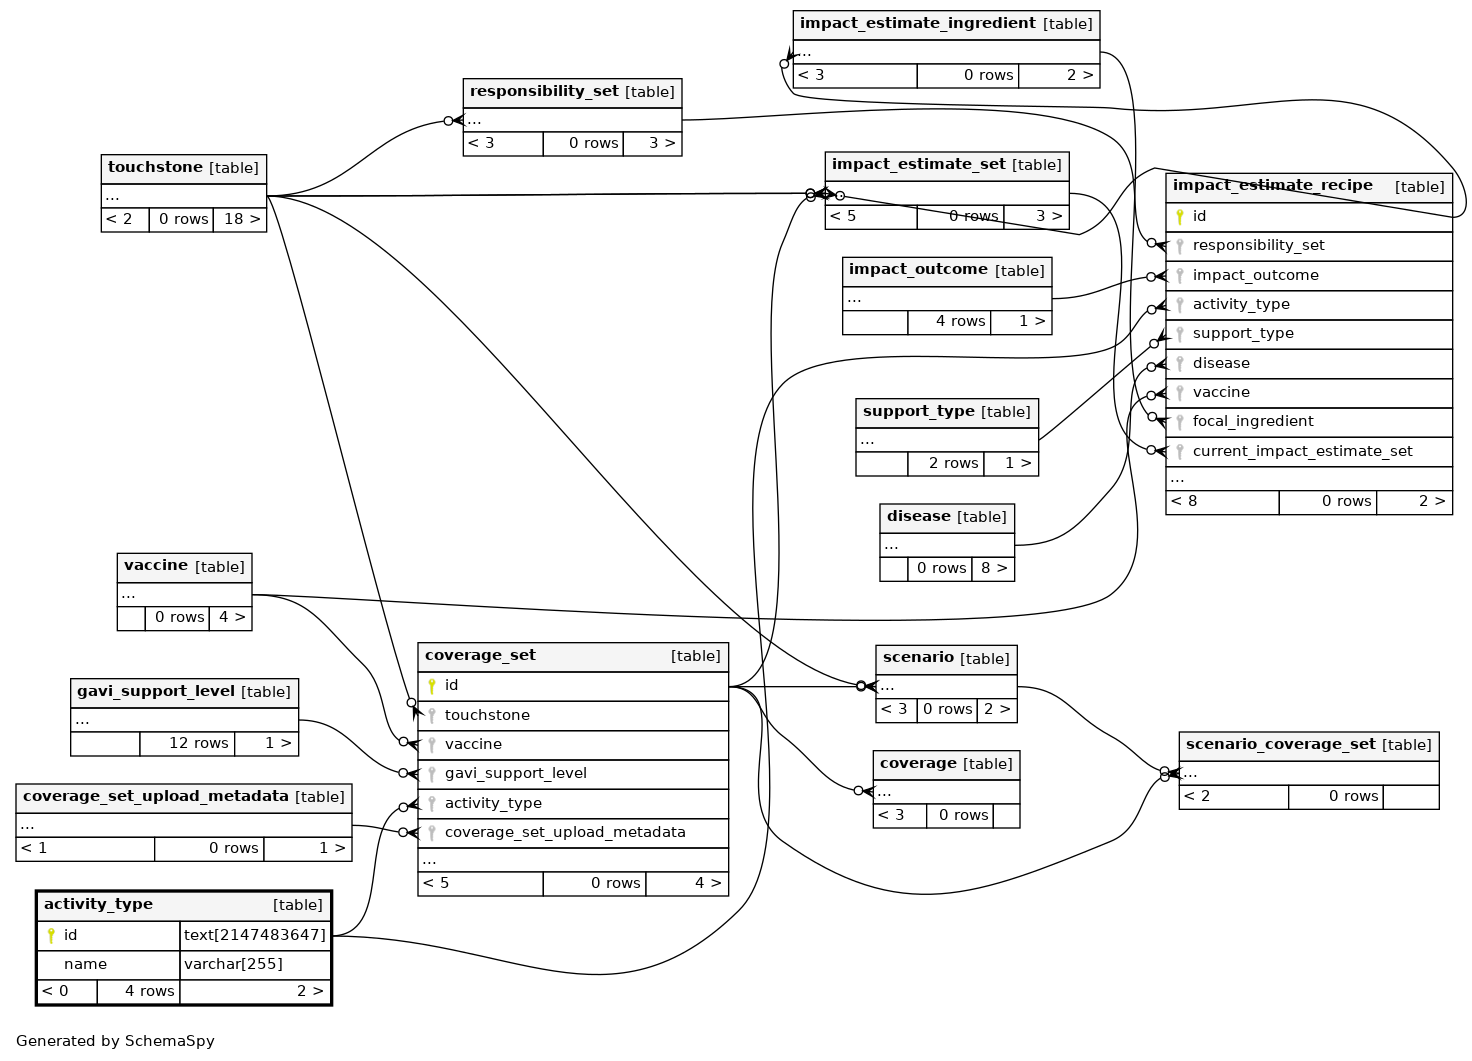 impact_estimate_ingredient [table]
...
< 3 0 rows 2 >
responsibility_set [table]
...
< 3 0 rows 3 >
touchstone [table]
...
< 2 0 rows 18 >
impact_estimate_set [table]
...
< 5 0 rows 3 >
impact_estimate_recipe [table]
id
responsibility_set
impact_outcome
activity_type
support_type
disease
vaccine
focal_ingredient
current_impact_estimate_set
...
< 8 0 rows 2 >
impact_outcome [table]
...
4 rows 1 >
support_type [table]
...
2 rows 1 >
disease [table]
...
0 rows 8 >
vaccine [table]
...
0 rows 4 >
coverage_set [table]
id
touchstone
vaccine
gavi_support_level
activity_type
coverage_set_upload_metadata
...
< 5 0 rows 4 >
scenario [table]
...
< 3 0 rows 2 >
gavi_support_level [table]
...
12 rows 1 >
scenario_coverage_set [table]
...
< 2 0 rows
coverage [table]
...
< 3 0 rows
coverage_set_upload_metadata [table]
...
< 1 0 rows 1 >
activity_type [table]
id text[2147483647]
name varchar[255]
< 0 4 rows 2 >
Generated by SchemaSpy